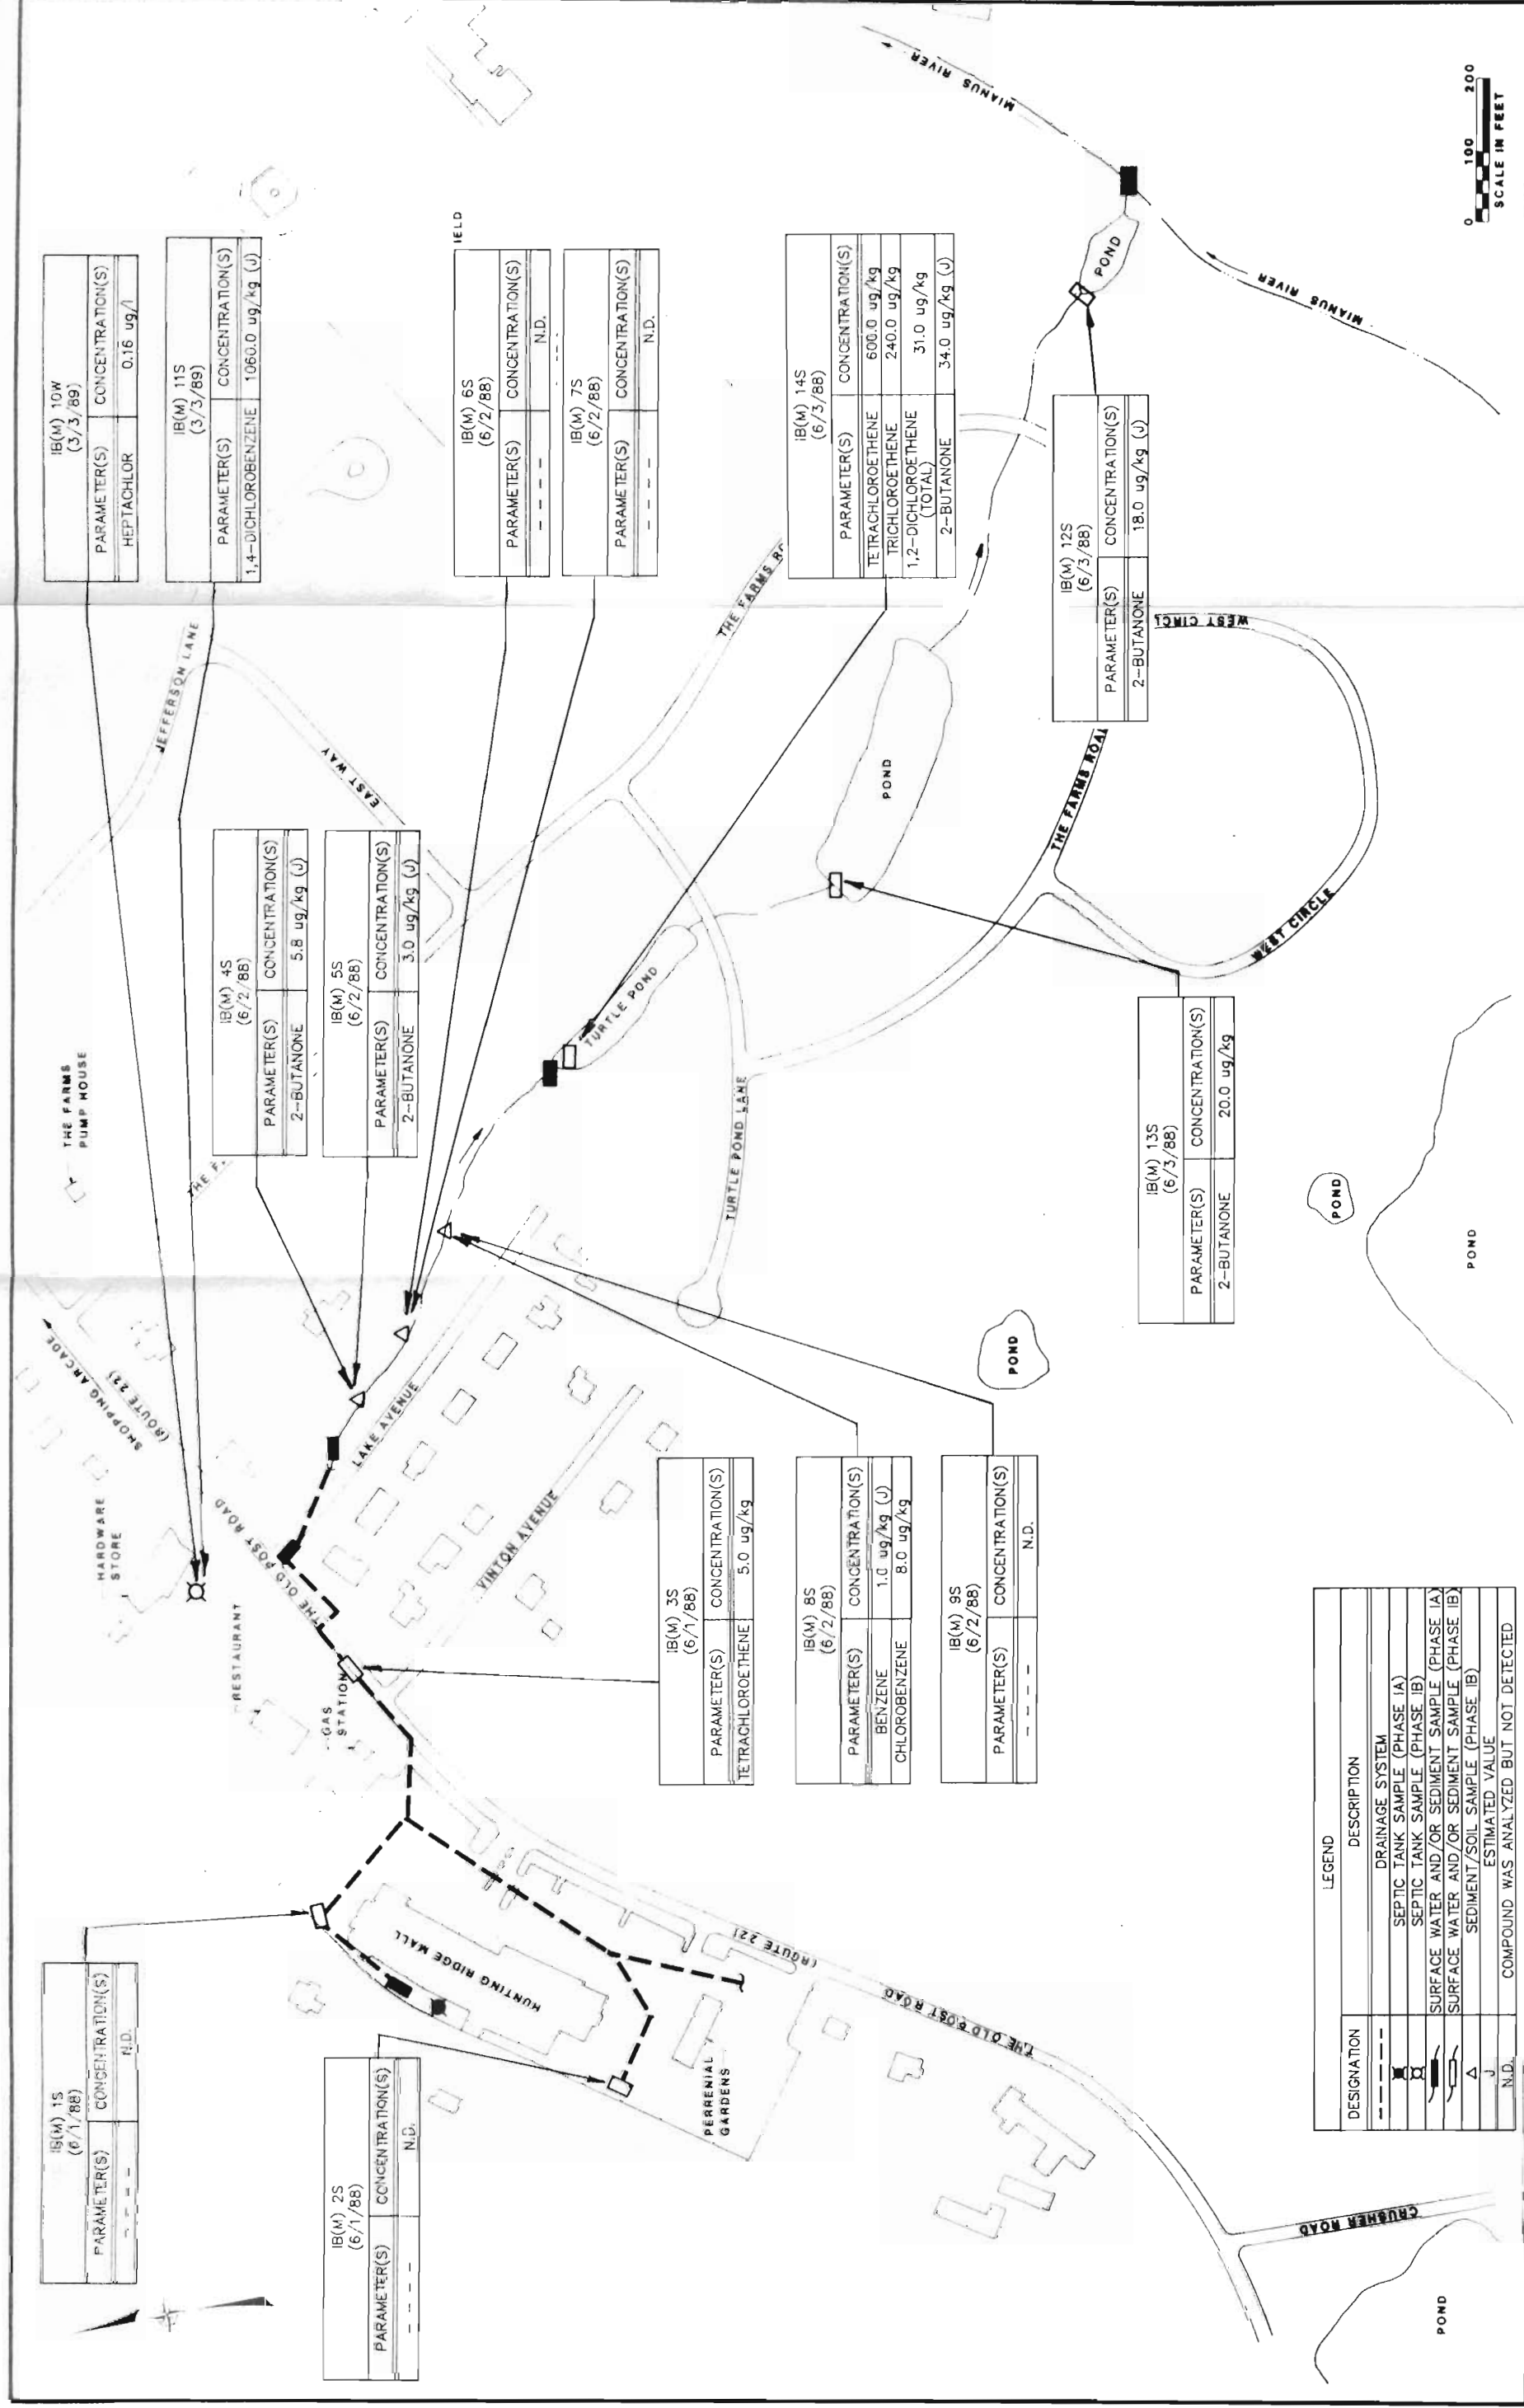 IB(M) 1S
(6/1/88)
PARAMETER(S) CONCENTRATION(S)
- - - - N.D.
IB(M) 2S
(6/1/88)
PARAMETER(S) CONCENTRATION(S)
- - - - N.D.
IB(M) 10W
(3/3/89)
PARAMETER(S) CONCENTRATION(S)
HEPTACHLOR 0.16 ug/l
IB(M) 11S
(3/3/89)
PARAMETER(S) CONCENTRATION(S)
1,4-DICHLOROBENZENE 1060.0 ug/kg (J)
IB(M) 4S
(6/2/88)
PARAMETER(S) CONCENTRATION(S)
2-BUTANONE 5.8 ug/kg (J)
IB(M) 5S
(6/2/88)
PARAMETER(S) CONCENTRATION(S)
2-BUTANONE 3.0 ug/kg (J)
IB(M) 6S
(6/2/88)
PARAMETER(S) CONCENTRATION(S)
- - - - N.D.
IB(M) 7S
(6/2/88)
PARAMETER(S) CONCENTRATION(S)
- - - - N.D.
IB(M) 14S
(6/3/88)
PARAMETER(S) CONCENTRATION(S)
TETRACHLOROETHENE 600.0 ug/kg
TRICHLOROETHENE 240.0 ug/kg
1,2-DICHLOROETHENE 31.0 ug/kg
(TOTAL)
2-BUTANONE 34.0 ug/kg (J)
IB(M) 3S
(6/1/88)
PARAMETER(S) CONCENTRATION(S)
TETRACHLOROETHENE 5.0 ug/kg
IB(M) 8S
(6/2/88)
PARAMETER(S) CONCENTRATION(S)
BENZENE 1.0 ug/kg (J)
CHLOROBENZENE 8.0 ug/kg
IB(M) 9S
(6/2/88)
PARAMETER(S) CONCENTRATION(S)
- - - - N.D.
IB(M) 12S
(6/3/88)
PARAMETER(S) CONCENTRATION(S)
2-BUTANONE 18.0 ug/kg (J)
IB(M) 13S
(6/3/88)
PARAMETER(S) CONCENTRATION(S)
2-BUTANONE 20.0 ug/kg
THE FARMS
PUMP HOUSE
HARDWARE
STORE
SHOPPING ARCADE
(ROUTE 22)
THE OLD POST ROAD
RESTAURANT
GAS
STATION
HUNTING RIDGE MALL
PERRENIAL
GARDENS
(ROUTE 22)
THE OLD POST ROAD
CRUSHER ROAD
POND
LAKE AVENUE
VINTON AVENUE
THE F
JEFFERSON LANE
EAST WAY
IELD
THE FARMS RO
TURTLE POND
TURTLE POND LANE
POND
THE FARMS ROAD
WEST CIRCLE
WEST CIRCL
POND
POND
POND
POND
MIANUS RIVER
MIANUS RIVER
0 100 200
SCALE IN FEET
LEGEND
DESIGNATION DESCRIPTION
DRAINAGE SYSTEM
SEPTIC TANK SAMPLE (PHASE IA)
SEPTIC TANK SAMPLE (PHASE IB)
SURFACE WATER AND/OR SEDIMENT SAMPLE (PHASE IA)
SURFACE WATER AND/OR SEDIMENT SAMPLE (PHASE IB)
SEDIMENT/SOIL SAMPLE (PHASE IB)
J ESTIMATED VALUE
N.D. COMPOUND WAS ANALYZED BUT NOT DETECTED